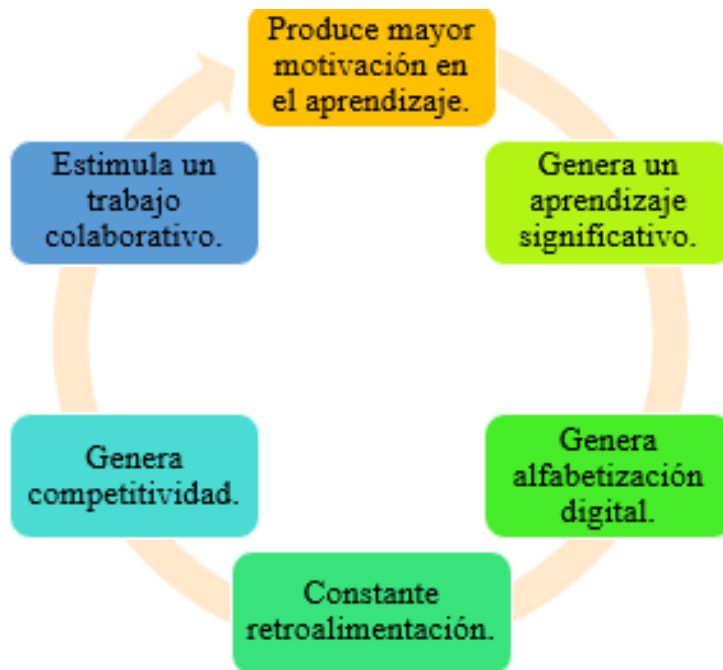 Produce mayor
motivación en
el aprendizaje.
Genera un
aprendizaje
significativo.
Genera
alfabetización
digital.
Constante
retroalimentación.
Genera
competitividad.
Estimula un
trabajo
colaborativo.